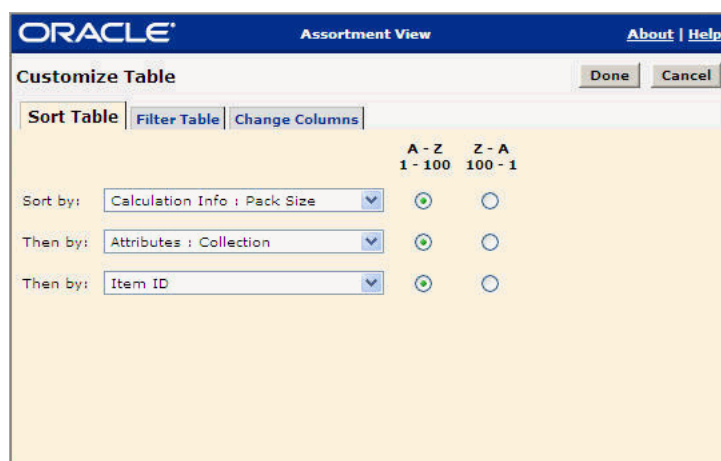 ORACLE Assortment View About | Help
Customize Table Done Cancel
Sort Table Filter Table Change Columns
A - Z Z - A
1 - 100 100 - 1
Sort by: Calculation Info : Pack Size
Then by: Attributes : Collection
Then by: Item ID